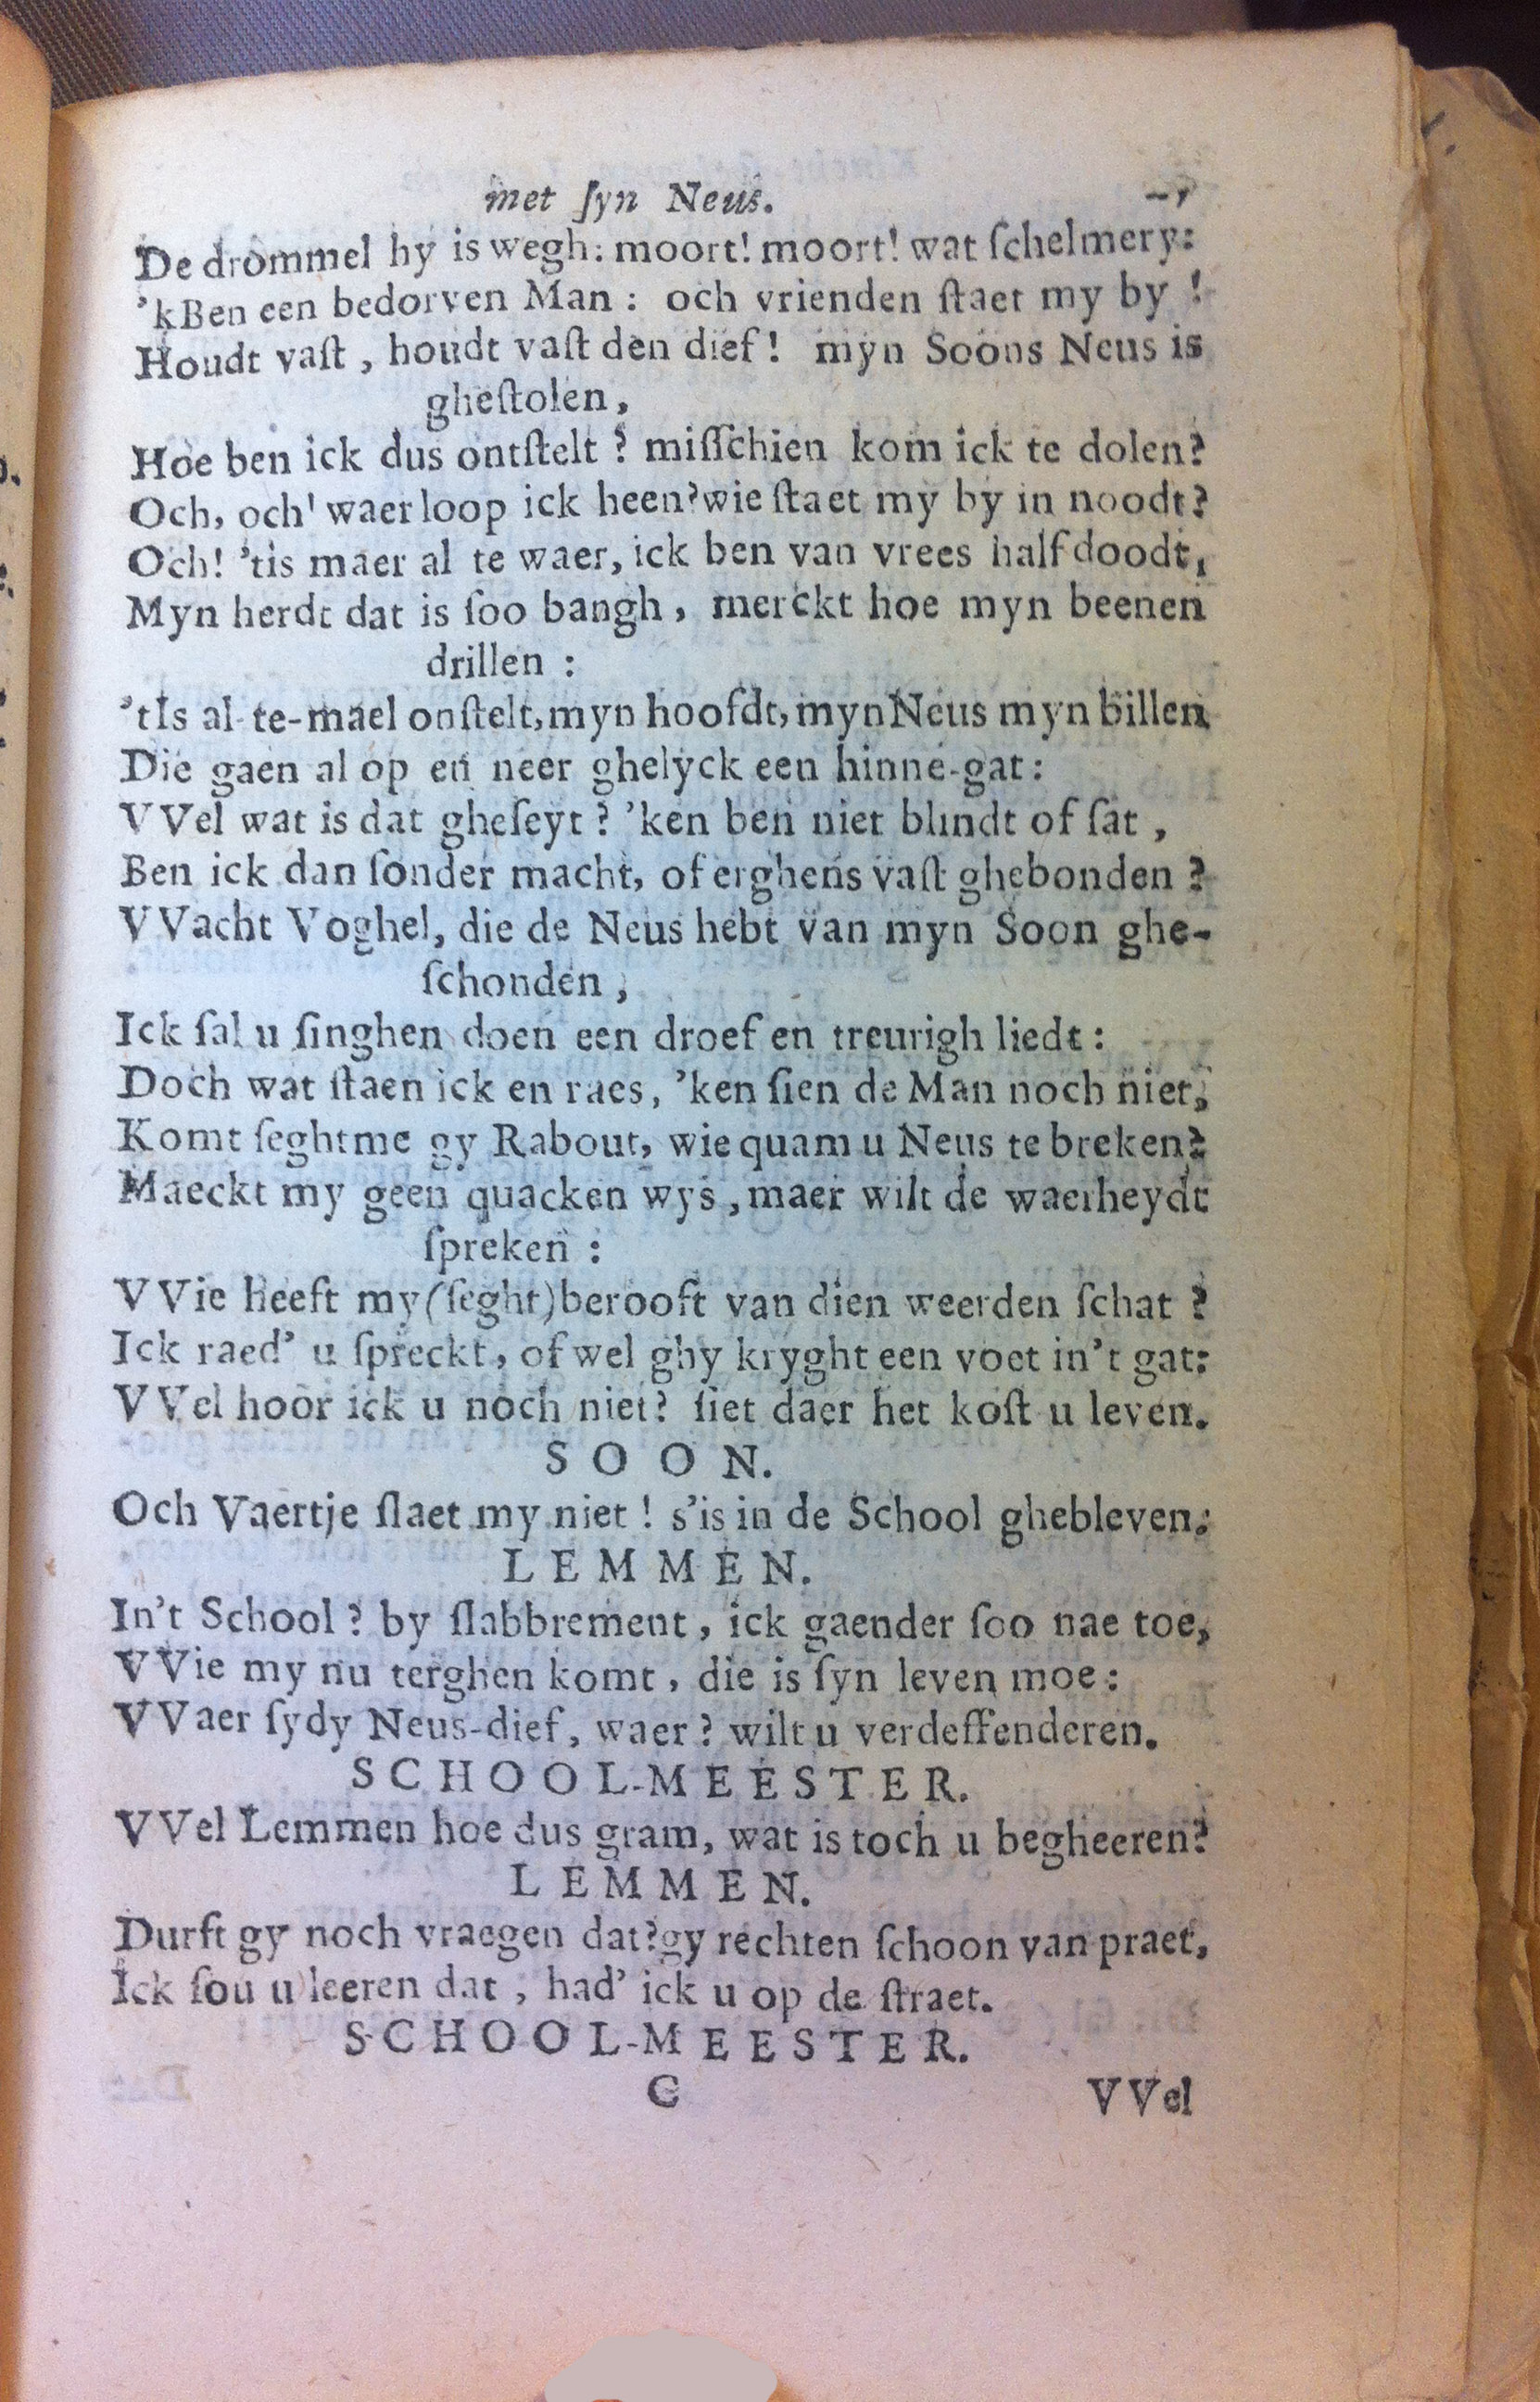 met ſyn Neus.
De drommel hy is wegh: moort! moort! wat ſchelmery:
'kBen een bedorven Man : och vrienden ſtaet my by !
Houdt vaſt , houdt vaſt den dief ! myn Soons Neus is
gheſtolen ,
Hoe ben ick dus ontſtelt ? miſſchien kom ick te dolen?
Och, och! waer loop ick heen? wie ſtaet my by in noodt?
Och! 'tis maer al te waer, ick ben van vrees half doodt,
Myn herdt dat is ſoo bangh , merckt hoe myn beenen
drillen :
'tIs al-te-mael onſtelt, myn hoofdt, myn Neus myn billen
Die gaen al op en neer ghelyck een hinne-gat:
VVel wat is dat gheſeyt ? 'ken ben niet blindt of ſat ,
Ben ick dan ſonder macht, of erghens vaſt ghebonden ?
VVacht Voghel, die de Neus hebt van myn Soon ghe-
ſchonden ,
Ick ſal u ſinghen doen een droef en treurigh liedt :
Doch wat ſtaen ick en raes, 'ken ſien de Man noch niet,
Komt ſeght me gy Rabout, wie quam u Neus te breken?
Maeckt my geen quacken wys , maer wilt de waerheydt
ſpreken :
VVie heeft my (ſeght) berooft van dien weerden ſchat ?
Ick raed' u ſpreckt, of wel ghy kryght een voet in't gat:
VVel hoor ick u noch niet? ſiet daer het koſt u leven.
SOON.
Och Vaertje ſlaet my niet ! s'is in de School ghebleven:
LEMMEN.
In't School ? by ſlabbrement , ick gaender ſoo nae toe,
VVie my nu terghen komt , die is ſyn leven moe :
VVaer ſydy Neus-dief, waer ? wilt u verdeffenderen.
SCHOOL-MEESTER.
VVel Lemmen hoe dus gram, wat is toch u begheeren?
LEMMEN.
Durft gy noch vraegen dat? gy rechten ſchoon van praet,
Ick ſou u leeren dat , had' ick u op de ſtraet.
SCHOOL-MEESTER.
G VVel